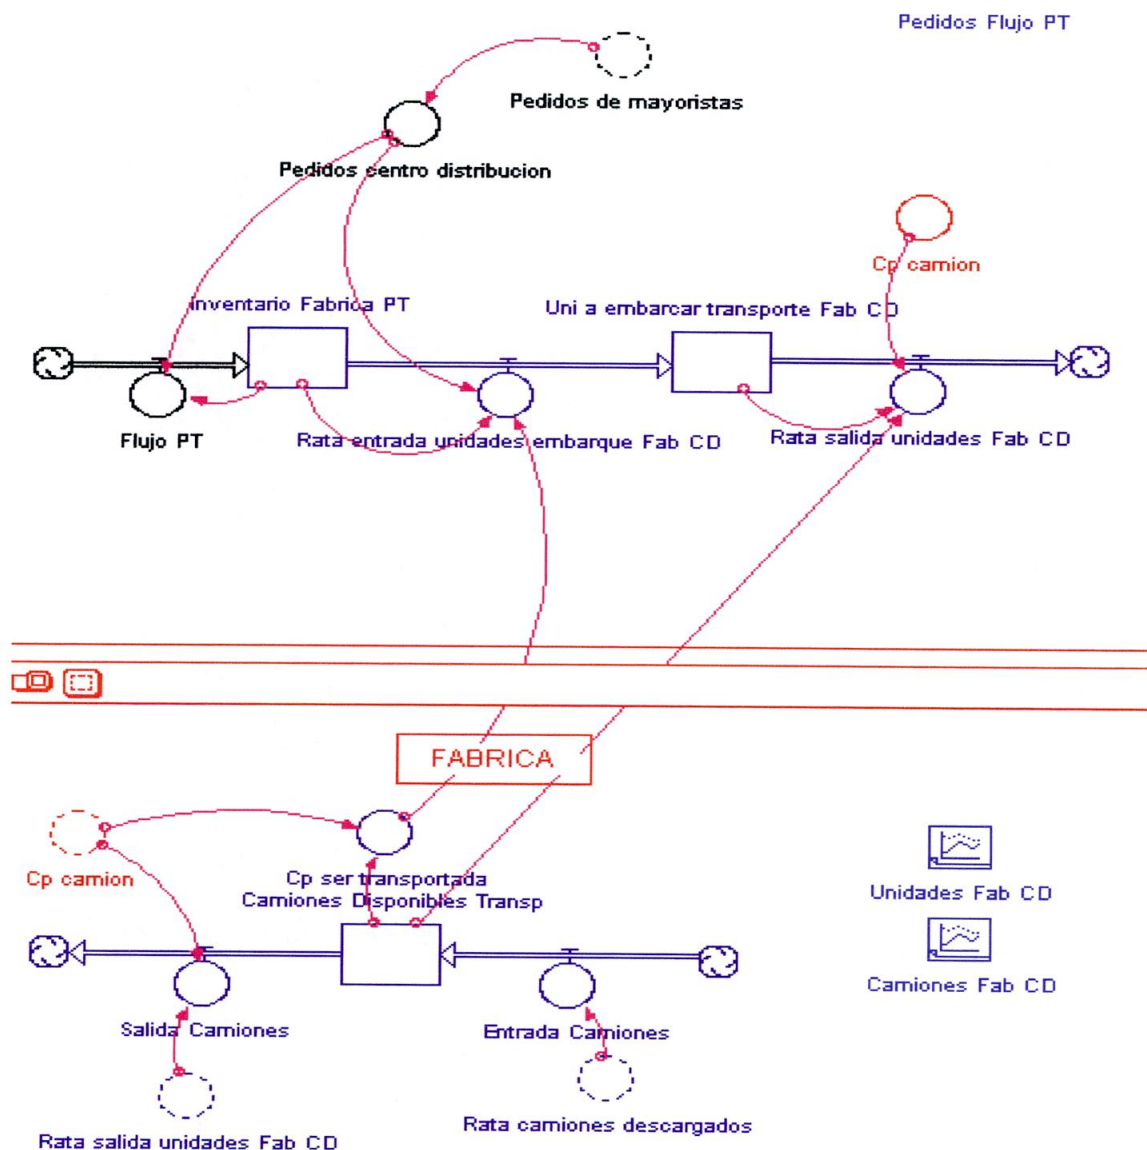 Pedidos Flujo PT
Pedidos de mayoristas
Pedidos centro distribucion
Cp camion
Inventario Fabrica PT
Uni a embarcar transporte Fab CD
Flujo PT
Rata entrada unidades embarque Fab CD
Rata salida unidades Fab CD
FABRICA
Cp camion
Cp ser transportada
Camiones Disponibles Transp
Unidades Fab CD
Camiones Fab CD
Salida Camiones
Entrada Camiones
Rata salida unidades Fab CD
Rata camiones descargados